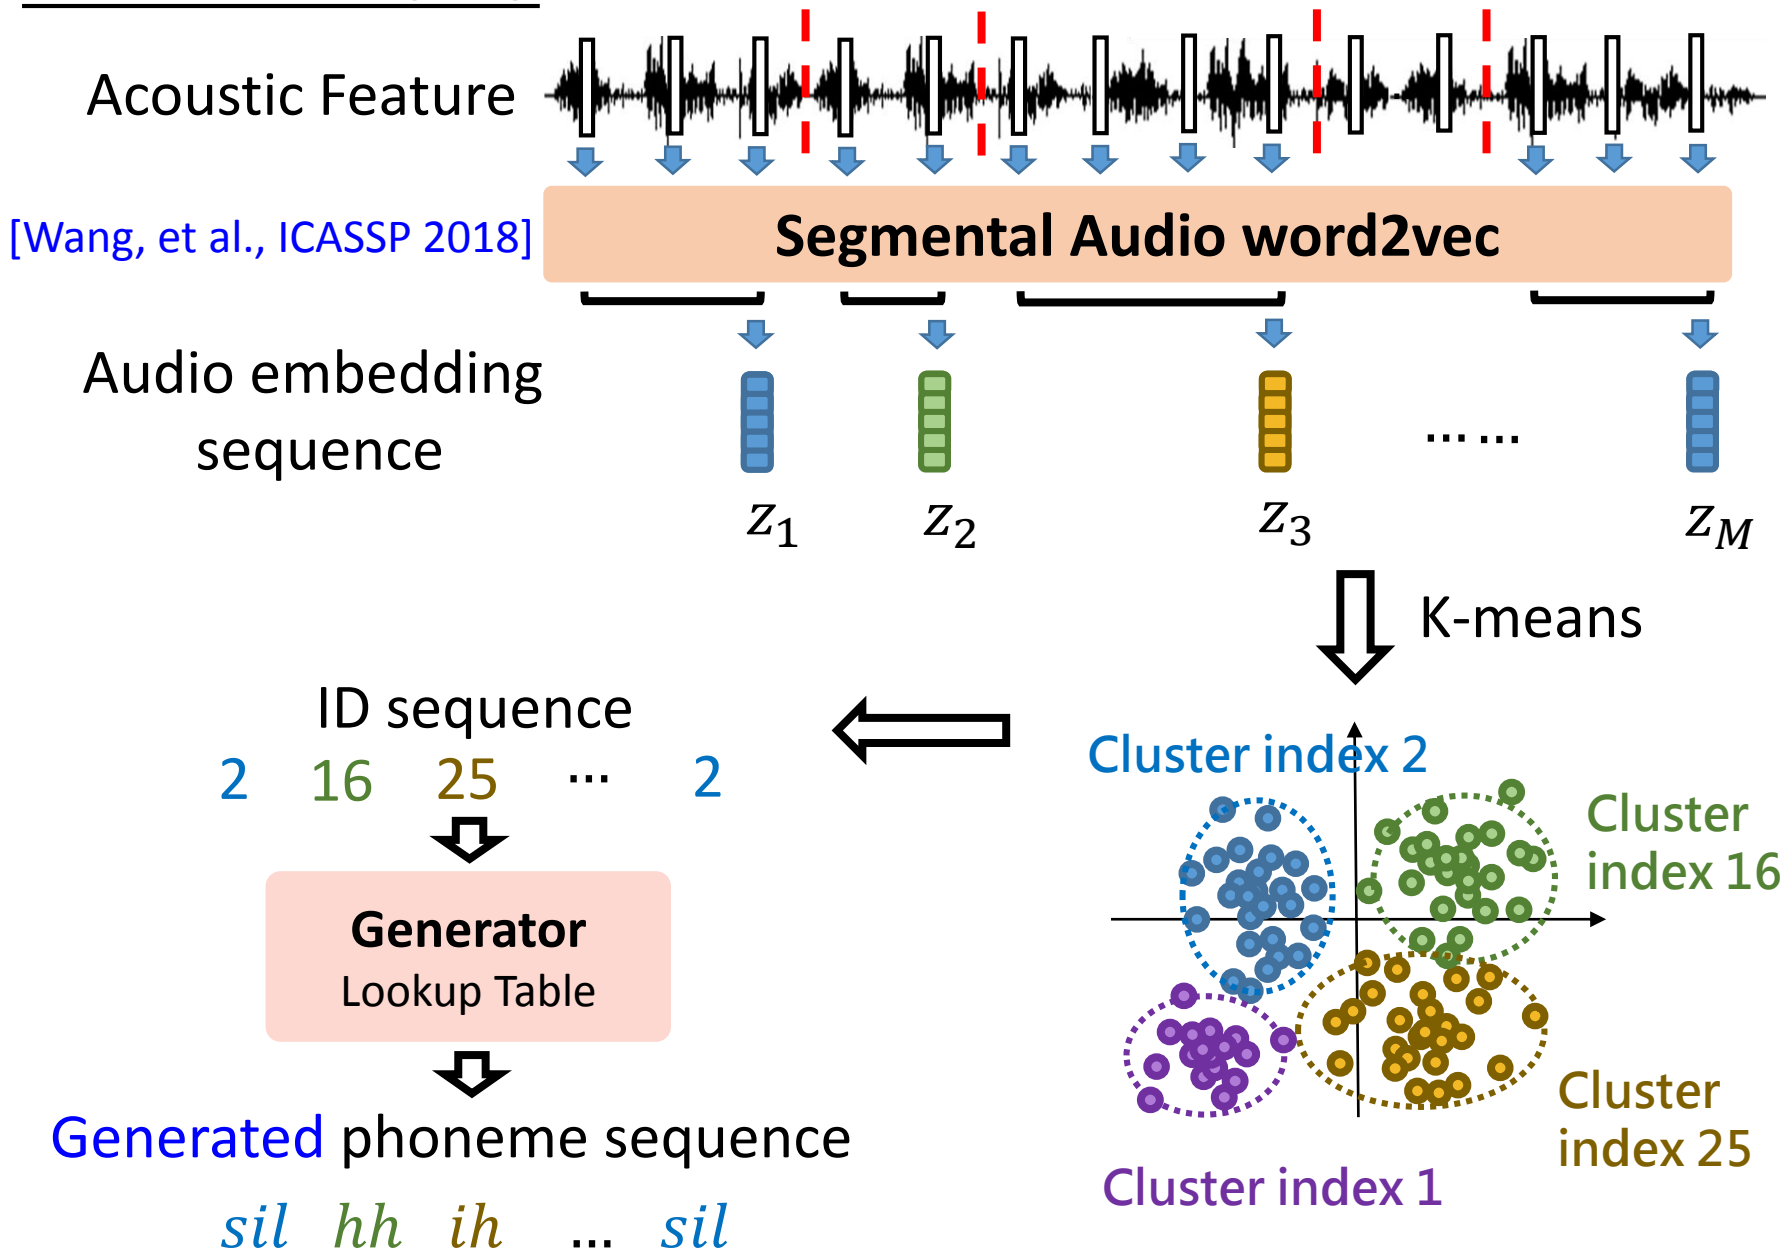 Acoustic Feature
[Wang, et al., ICASSP 2018]
Segmental Audio word2vec
Audio embedding
sequence
... ...
z1 z2 z3 zM
K-means
ID sequence
2 16 25 ... 2
Cluster index 2
Cluster
index 16
Generator
Lookup Table
Cluster
index 25
Generated phoneme sequence
Cluster index 1
sil hh ih ... sil